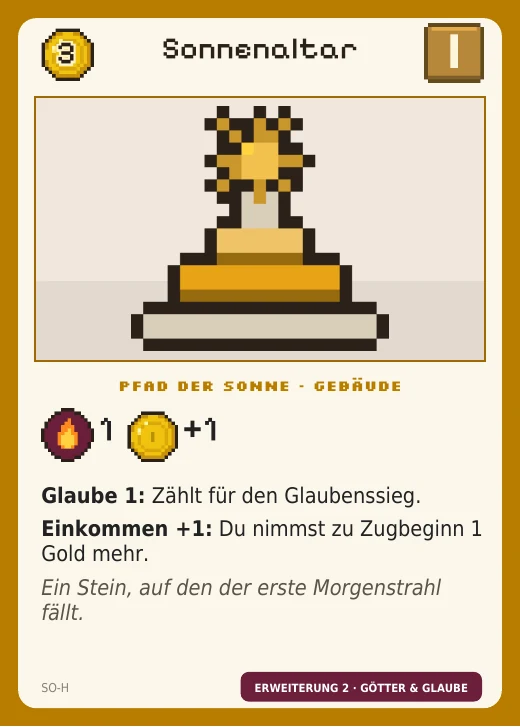 3
Sonnenaltar
I
PFAD DER SONNE · GEBÄUDE
1
+1
Glaube 1: Zählt für den Glaubenssieg.
Einkommen +1: Du nimmst zu Zugbeginn 1
Gold mehr.
Ein Stein, auf den der erste Morgenstrahl
fällt.
SO-H
ERWEITERUNG 2 · GÖTTER & GLAUBE